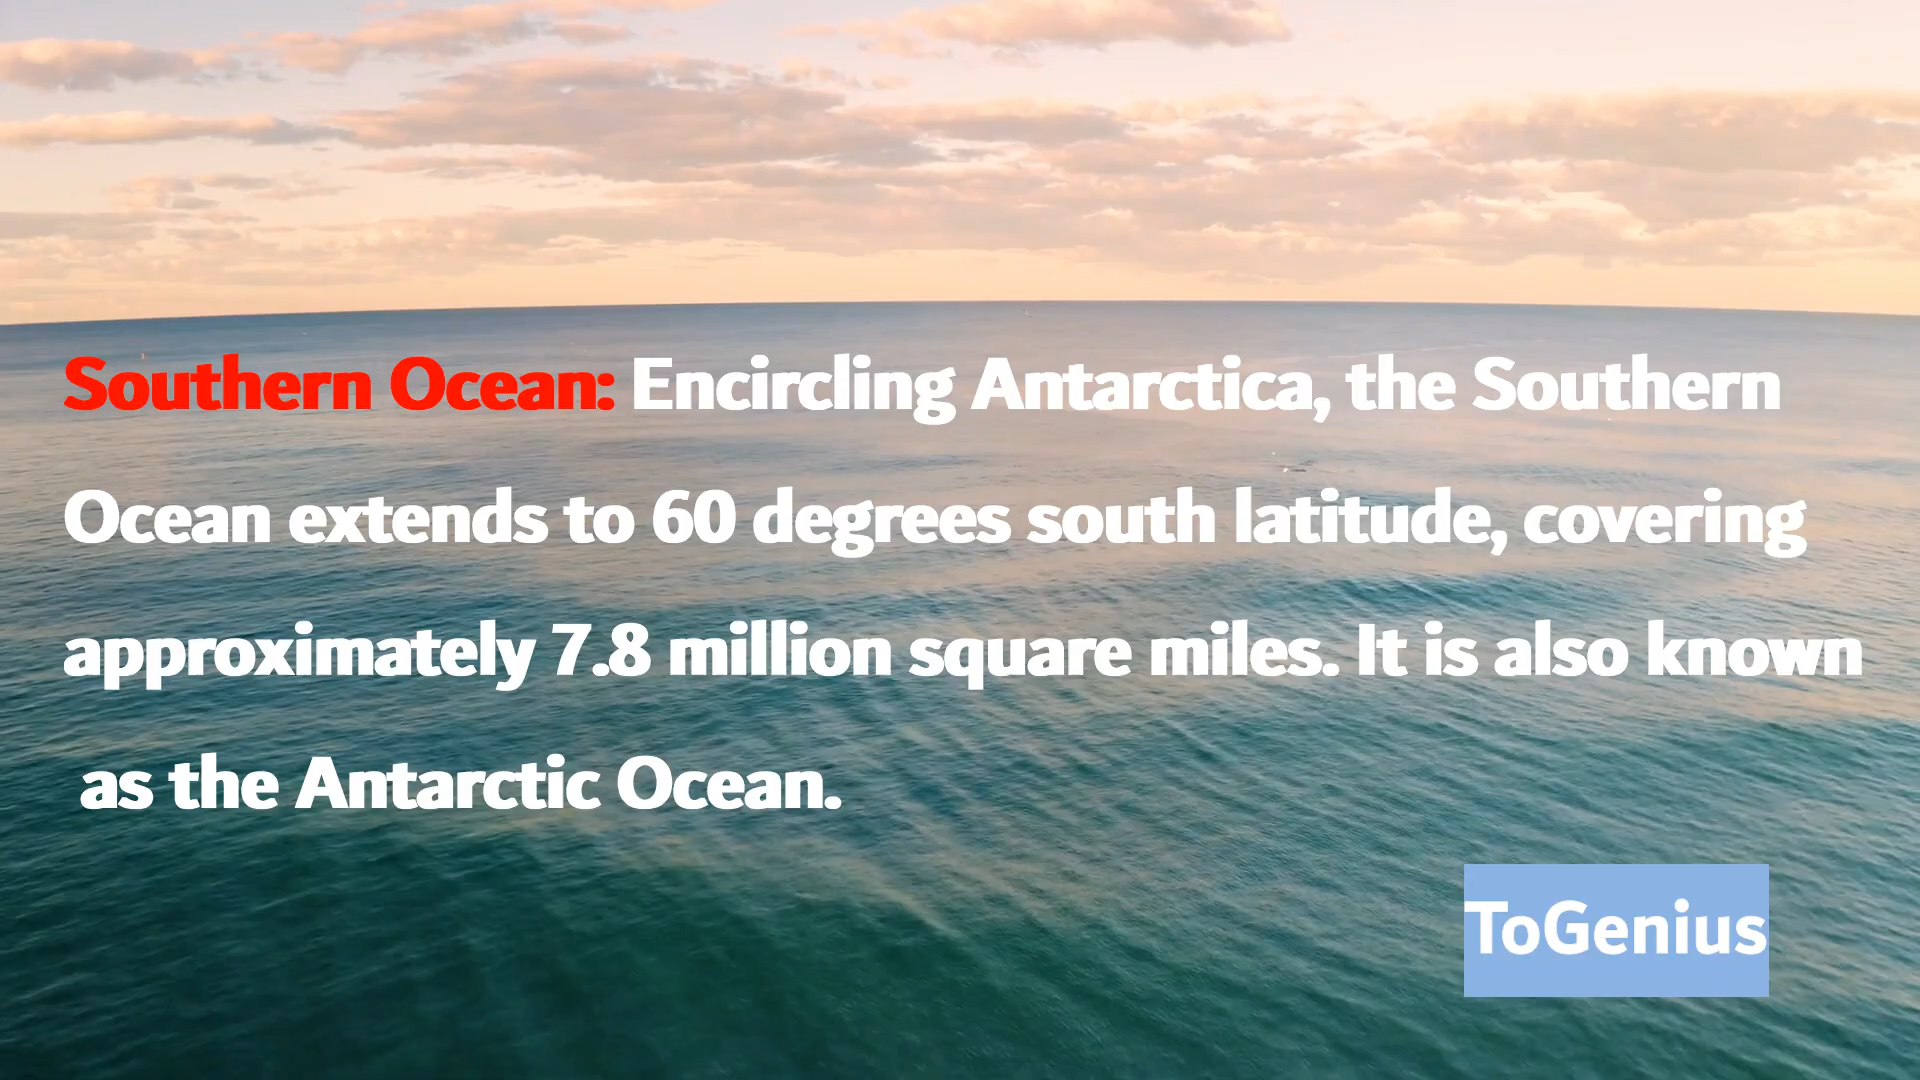 Southern Ocean: Encircling Antarctica, the Southern
Ocean extends to 60 degrees south latitude, covering
approximately 7.8 million square miles. It is also known
as the Antarctic Ocean.
ToGenius